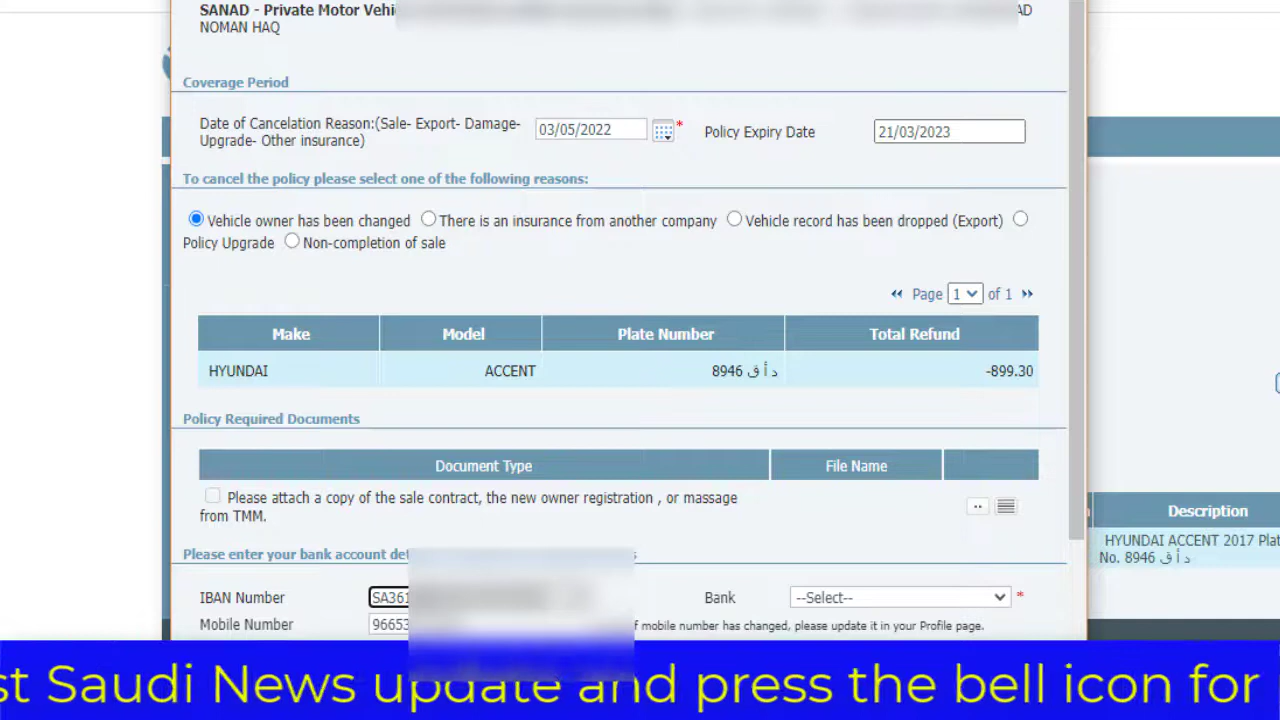 SANAD - Private Motor Vehi AD
NOMAN HAQ
Coverage Period
Date of Cancelation Reason:(Sale- Export- Damage- Upgrade- Other insurance) 03/05/2022 * Policy Expiry Date 21/03/2023
To cancel the policy please select one of the following reasons:
Vehicle owner has been changed There is an insurance from another company Vehicle record has been dropped (Export)
Policy Upgrade Non-completion of sale
Page 1 of 1
Make Model Plate Number Total Refund
HYUNDAI ACCENT د أ ق 8946 -899.30
Policy Required Documents
Document Type File Name
Please attach a copy of the sale contract, the new owner registration , or massage
from TMM.
Description
HYUNDAI ACCENT 2017 Plat
No. 8946 د أ ق
Please enter your bank account det
IBAN Number SA361 Bank --Select-- *
Mobile Number 96653 f mobile number has changed, please update it in your Profile page.
st Saudi News update and press the bell icon for